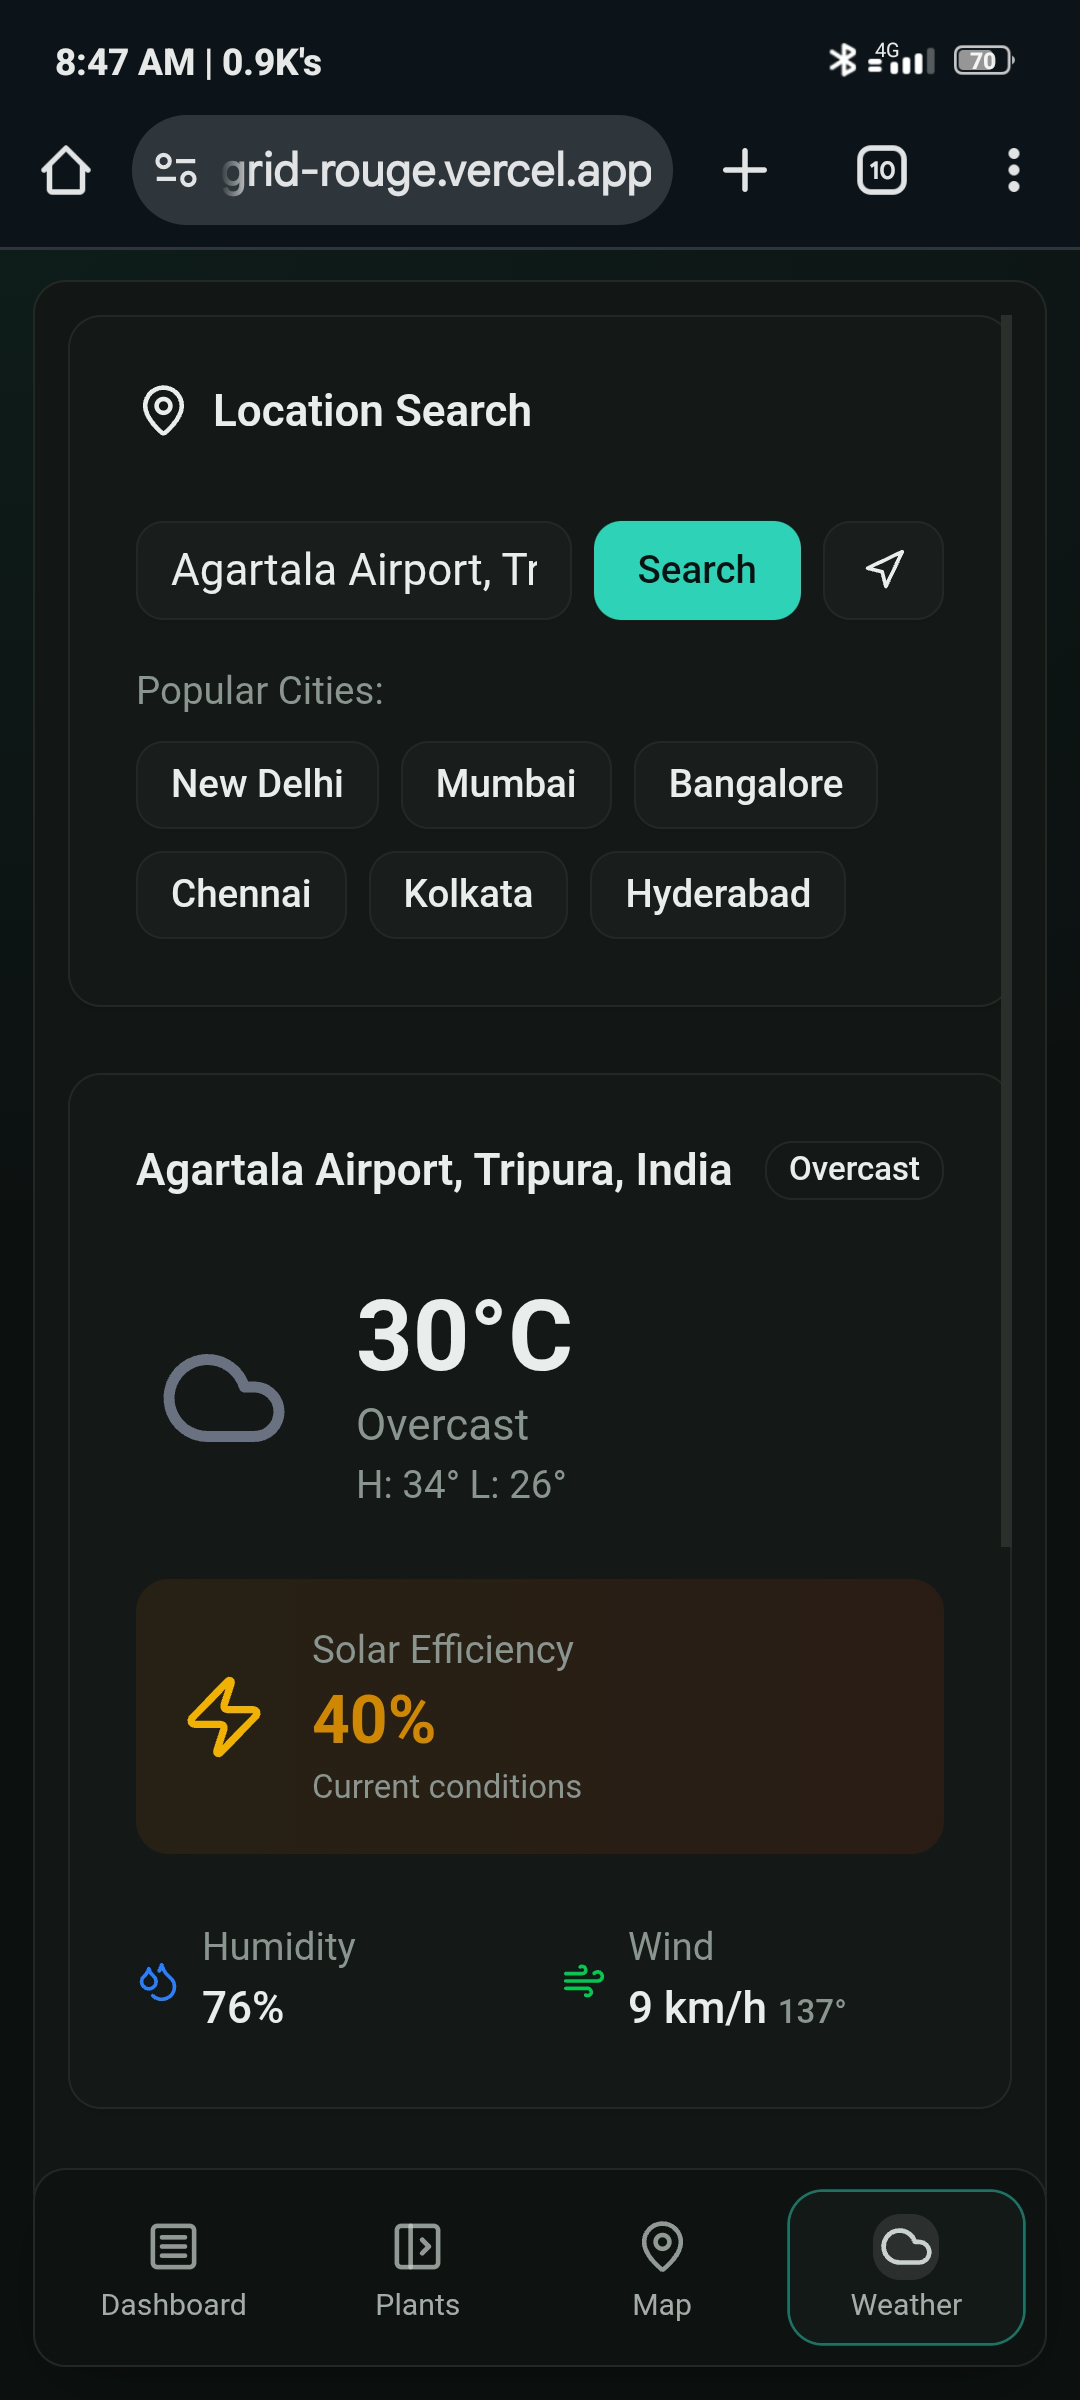 8:47 AM | 0.9K's
4G
70
grid-rouge.vercel.app
10
Location Search
Agartala Airport, Tr
Search
Popular Cities:
New Delhi
Mumbai
Bangalore
Chennai
Kolkata
Hyderabad
Agartala Airport, Tripura, India
Overcast
30°C
Overcast
H: 34° L: 26°
Solar Efficiency
40%
Current conditions
Humidity
76%
Wind
9 km/h 137°
Dashboard
Plants
Map
Weather